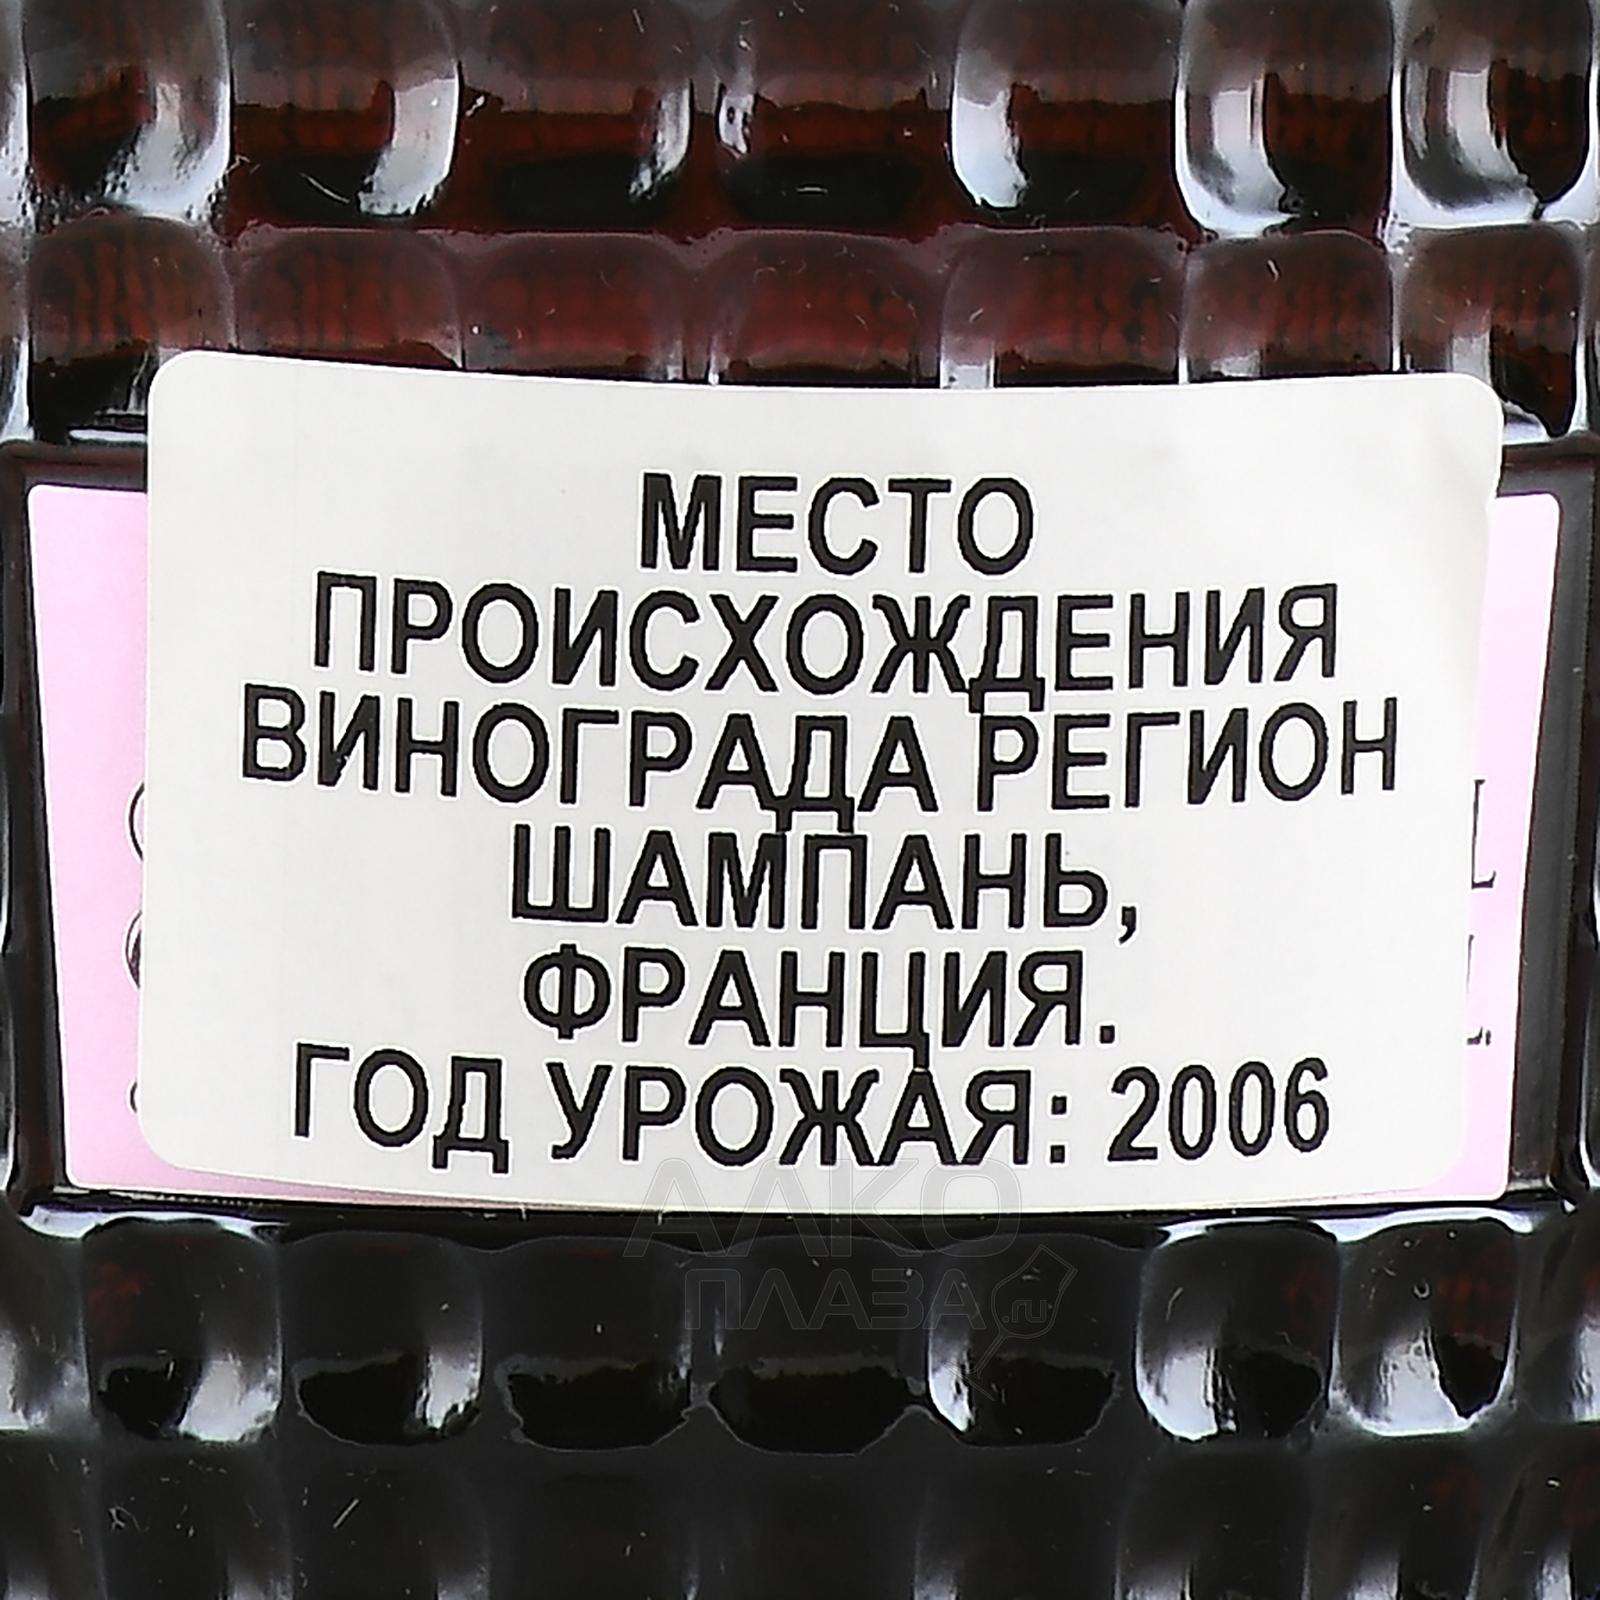 МЕСТО
ПРОИСХОЖДЕНИЯ
ВИНОГРАДА РЕГИОН
ШАМПАНЬ,
ФРАНЦИЯ.
ГОД УРОЖАЯ: 2006
АЛКО
ПЛАЗА.ru